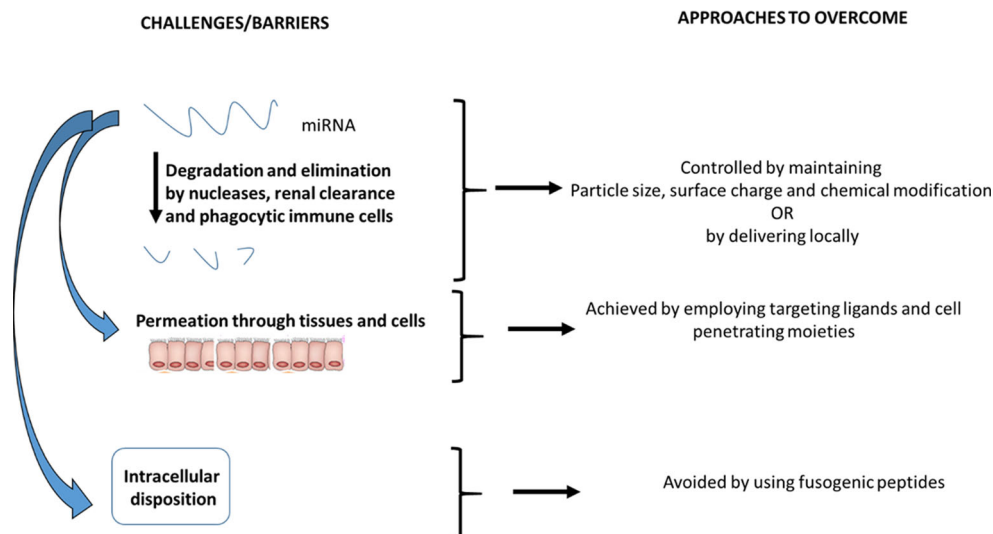 CHALLENGES/BARRIERS
APPROACHES TO OVERCOME
miRNA
Degradation and elimination
by nucleases, renal clearance
and phagocytic immune cells
Controlled by maintaining
Particle size, surface charge and chemical modification
OR
by delivering locally
Permeation through tissues and cells
Achieved by employing targeting ligands and cell
penetrating moieties
Intracellular
disposition
Avoided by using fusogenic peptides